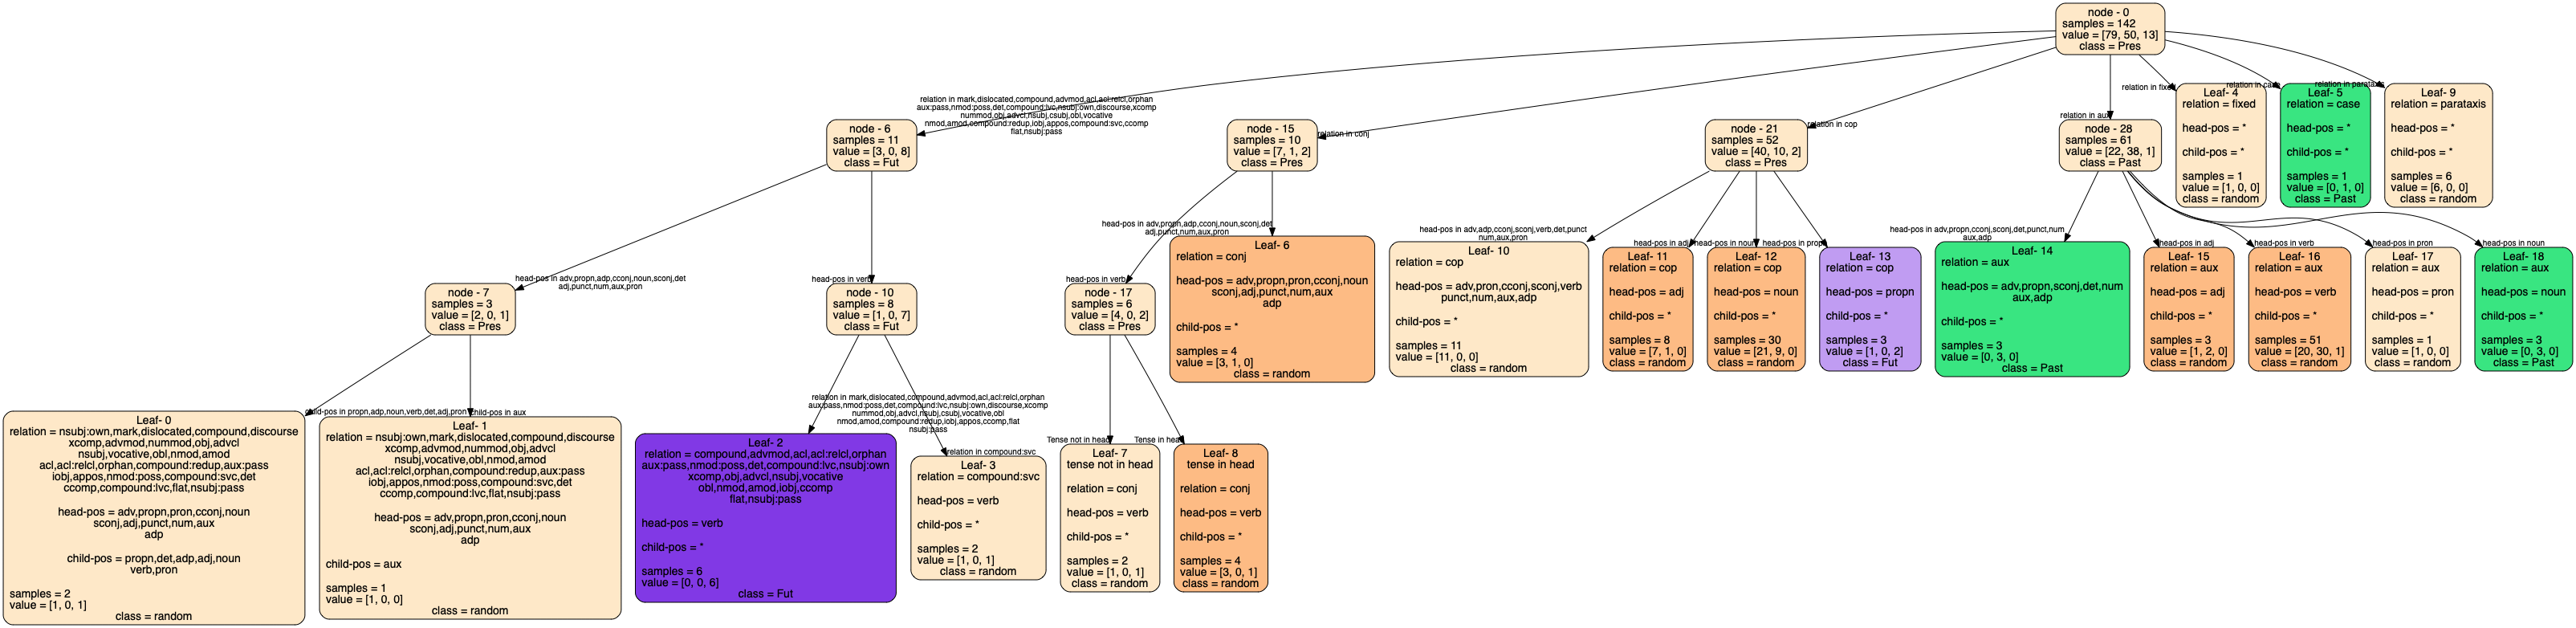 node - 0
samples = 142
value = [79, 50, 13]
class = Pres
relation in mark,dislocated,compound,advmod,acl,acl:relcl,orphan
aux:pass,nmod:poss,det,compound:lvc,nsubj:own,discourse,xcomp
nummod,obj,advcl,nsubj,csubj,obl,vocative
nmod,amod,compound:redup,iobj,appos,compound:svc,ccomp
flat,nsubj:pass
node - 6
samples = 11
value = [3, 0, 8]
class = Fut
relation in conj
node - 15
samples = 10
value = [7, 1, 2]
class = Pres
relation in cop
node - 21
samples = 52
value = [40, 10, 2]
class = Pres
relation in aux
node - 28
samples = 61
value = [22, 38, 1]
class = Past
relation in fixed
Leaf- 4
relation = fixed
head-pos = *
child-pos = *
samples = 1
value = [1, 0, 0]
class = random
relation in case
Leaf- 5
relation = case
head-pos = *
child-pos = *
samples = 1
value = [0, 1, 0]
class = Past
relation in parataxis
Leaf- 9
relation = parataxis
head-pos = *
child-pos = *
samples = 6
value = [6, 0, 0]
class = random
head-pos in adv,propn,adp,cconj,noun,sconj,det
adj,punct,num,aux,pron
node - 7
samples = 3
value = [2, 0, 1]
class = Pres
head-pos in verb
node - 10
samples = 8
value = [1, 0, 7]
class = Fut
head-pos in verb
node - 17
samples = 6
value = [4, 0, 2]
class = Pres
head-pos in adv,propn,adp,cconj,noun,sconj,det
adj,punct,num,aux,pron
Leaf- 6
relation = conj
head-pos = adv,propn,pron,cconj,noun
sconj,adj,punct,num,aux
adp
child-pos = *
samples = 4
value = [3, 1, 0]
class = random
head-pos in adv,adp,cconj,sconj,verb,det,punct
num,aux,pron
Leaf- 10
relation = cop
head-pos = adv,pron,cconj,sconj,verb
punct,num,aux,adp
child-pos = *
samples = 11
value = [11, 0, 0]
class = random
head-pos in adj
Leaf- 11
relation = cop
head-pos = adj
child-pos = *
samples = 8
value = [7, 1, 0]
class = random
head-pos in noun
Leaf- 12
relation = cop
head-pos = noun
child-pos = *
samples = 30
value = [21, 9, 0]
class = random
head-pos in propn
Leaf- 13
relation = cop
head-pos = propn
child-pos = *
samples = 3
value = [1, 0, 2]
class = Fut
head-pos in adv,propn,cconj,sconj,det,punct,num
aux,adp
Leaf- 14
relation = aux
head-pos = adv,propn,sconj,det,num
aux,adp
child-pos = *
samples = 3
value = [0, 3, 0]
class = Past
head-pos in adj
Leaf- 15
relation = aux
head-pos = adj
child-pos = *
samples = 3
value = [1, 2, 0]
class = random
head-pos in verb
Leaf- 16
relation = aux
head-pos = verb
child-pos = *
samples = 51
value = [20, 30, 1]
class = random
head-pos in pron
Leaf- 17
relation = aux
head-pos = pron
child-pos = *
samples = 1
value = [1, 0, 0]
class = random
head-pos in noun
Leaf- 18
relation = aux
head-pos = noun
child-pos = *
samples = 3
value = [0, 3, 0]
class = Past
child-pos in propn,adp,noun,verb,det,adj,pron
Leaf- 0
relation = nsubj:own,mark,dislocated,compound,discourse
xcomp,advmod,nummod,obj,advcl
nsubj,vocative,obl,nmod,amod
acl,acl:relcl,orphan,compound:redup,aux:pass
iobj,appos,nmod:poss,compound:svc,det
ccomp,compound:lvc,flat,nsubj:pass
head-pos = adv,propn,pron,cconj,noun
sconj,adj,punct,num,aux
adp
child-pos = propn,det,adp,adj,noun
verb,pron
samples = 2
value = [1, 0, 1]
class = random
child-pos in aux
Leaf- 1
relation = nsubj:own,mark,dislocated,compound,discourse
xcomp,advmod,nummod,obj,advcl
nsubj,vocative,obl,nmod,amod
acl,acl:relcl,orphan,compound:redup,aux:pass
iobj,appos,nmod:poss,compound:svc,det
ccomp,compound:lvc,flat,nsubj:pass
head-pos = adv,propn,pron,cconj,noun
sconj,adj,punct,num,aux
adp
child-pos = aux
samples = 1
value = [1, 0, 0]
class = random
relation in mark,dislocated,compound,advmod,acl,acl:relcl,orphan
aux:pass,nmod:poss,det,compound:lvc,nsubj:own,discourse,xcomp
nummod,obj,advcl,nsubj,csubj,vocative,obl
nmod,amod,compound:redup,iobj,appos,ccomp,flat
nsubj:pass
Leaf- 2
relation = compound,advmod,acl,acl:relcl,orphan
aux:pass,nmod:poss,det,compound:lvc,nsubj:own
xcomp,obj,advcl,nsubj,vocative
obl,nmod,amod,iobj,ccomp
flat,nsubj:pass
head-pos = verb
child-pos = *
samples = 6
value = [0, 0, 6]
class = Fut
relation in compound:svc
Leaf- 3
relation = compound:svc
head-pos = verb
child-pos = *
samples = 2
value = [1, 0, 1]
class = random
Tense not in head
Leaf- 7
tense not in head
relation = conj
head-pos = verb
child-pos = *
samples = 2
value = [1, 0, 1]
class = random
Tense in head
Leaf- 8
tense in head
relation = conj
head-pos = verb
child-pos = *
samples = 4
value = [3, 0, 1]
class = random